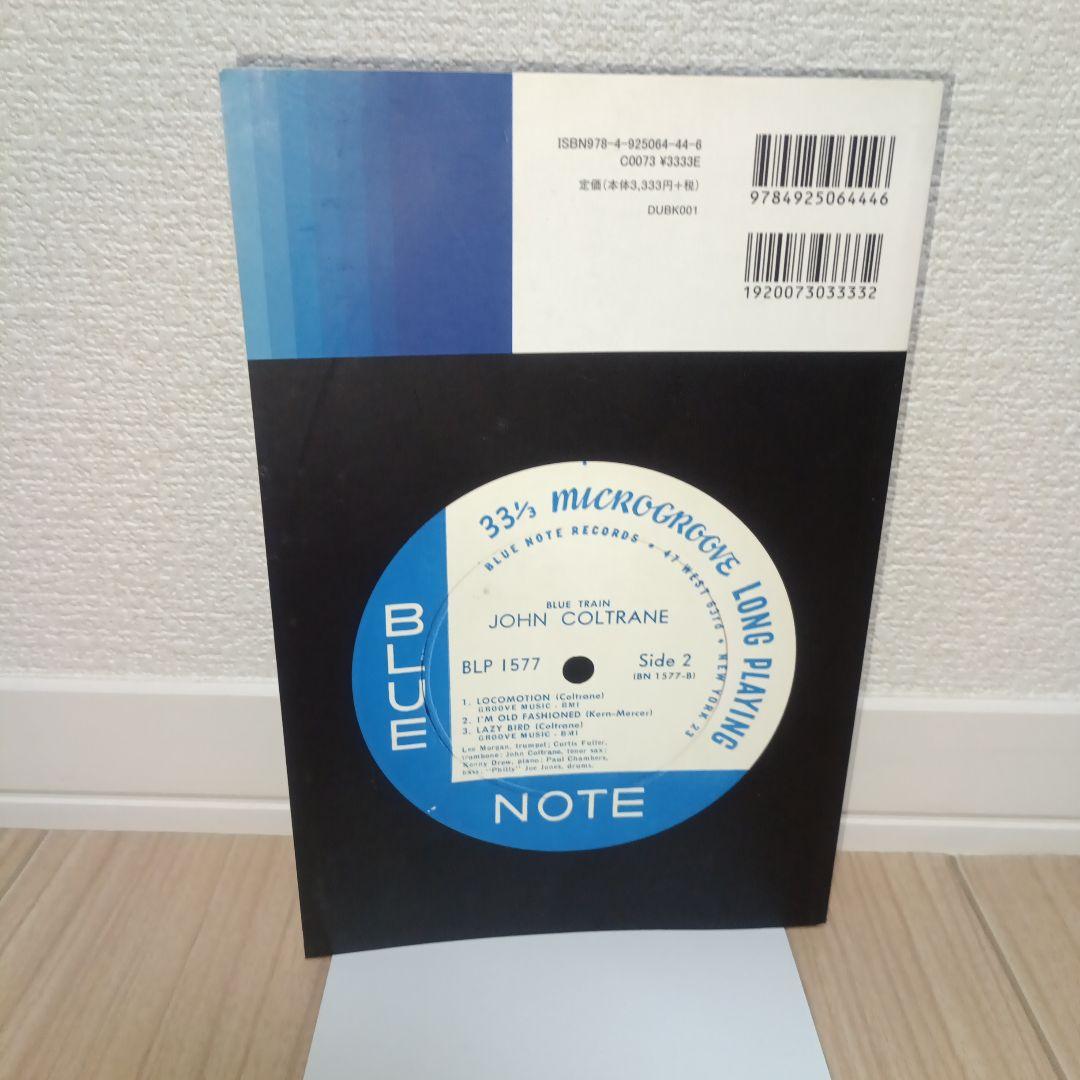 ISBN978-4-925064-44-6
C0073 ¥3333E
定価(本体3,333円+税)
DUBK001
9784925064446
1920073033332
33⅓ MICROGROOVE LONG PLAYING
BLUE NOTE RECORDS • 47 WEST 63rd • NEW YORK 23
BLUE TRAIN
JOHN COLTRANE
BLP 1577
Side 2
(BN 1577-B)
1. LOCOMOTION (Coltrane)
GROOVE MUSIC - BMI
2. I'M OLD FASHIONED (Kern-Mercer)
3. LAZY BIRD (Coltrane)
GROOVE MUSIC - BMI
Lee Morgan, trumpet; Curtis Fuller,
trombone; John Coltrane, tenor sax;
Kenny Drew, piano; Paul Chambers,
bass; "Philly" Joe Jones, drums.
BLUE
NOTE